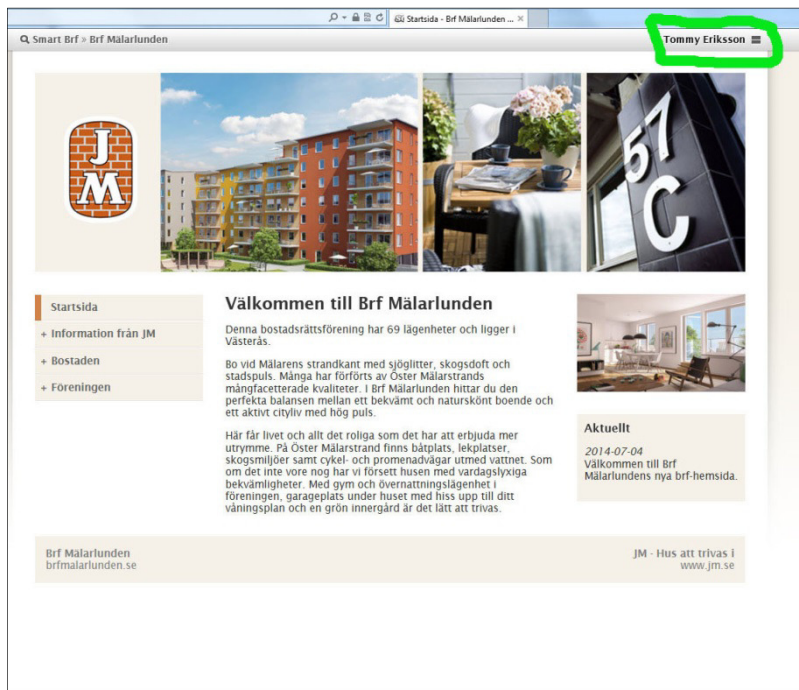 Startsida - Brf Mälarlunden ...
Smart Brf » Brf Mälarlunden
Tommy Eriksson
JM
57
C
Startsida
+ Information från JM
+ Bostaden
+ Föreningen
Välkommen till Brf Mälarlunden
Denna bostadsrättsförening har 69 lägenheter och ligger i
Västerås.
Bo vid Mälarens strandkant med sjöglitter, skogsdoft och
stadspuls. Många har förförts av Öster Mälarstrands
mångfacetterade kvaliteter. I Brf Mälarlunden hittar du den
perfekta balansen mellan ett bekvämt och naturskönt boende och
ett aktivt cityliv med hög puls.
Här får livet och allt det roliga som det har att erbjuda mer
utrymme. På Öster Mälarstrand finns båtplats, lekplatser,
skogsmiljöer samt cykel- och promenadvägar utmed vattnet. Som
om det inte vore nog har vi försett husen med vardagslyxiga
bekvämligheter. Med gym och övernattningslägenhet i
föreningen, garageplats under huset med hiss upp till ditt
våningsplan och en grön innergård är det lätt att trivas.
Aktuellt
2014-07-04
Välkommen till Brf
Mälarlundens nya brf-hemsida.
Brf Mälarlunden
brfmalarlunden.se
JM - Hus att trivas i
www.jm.se